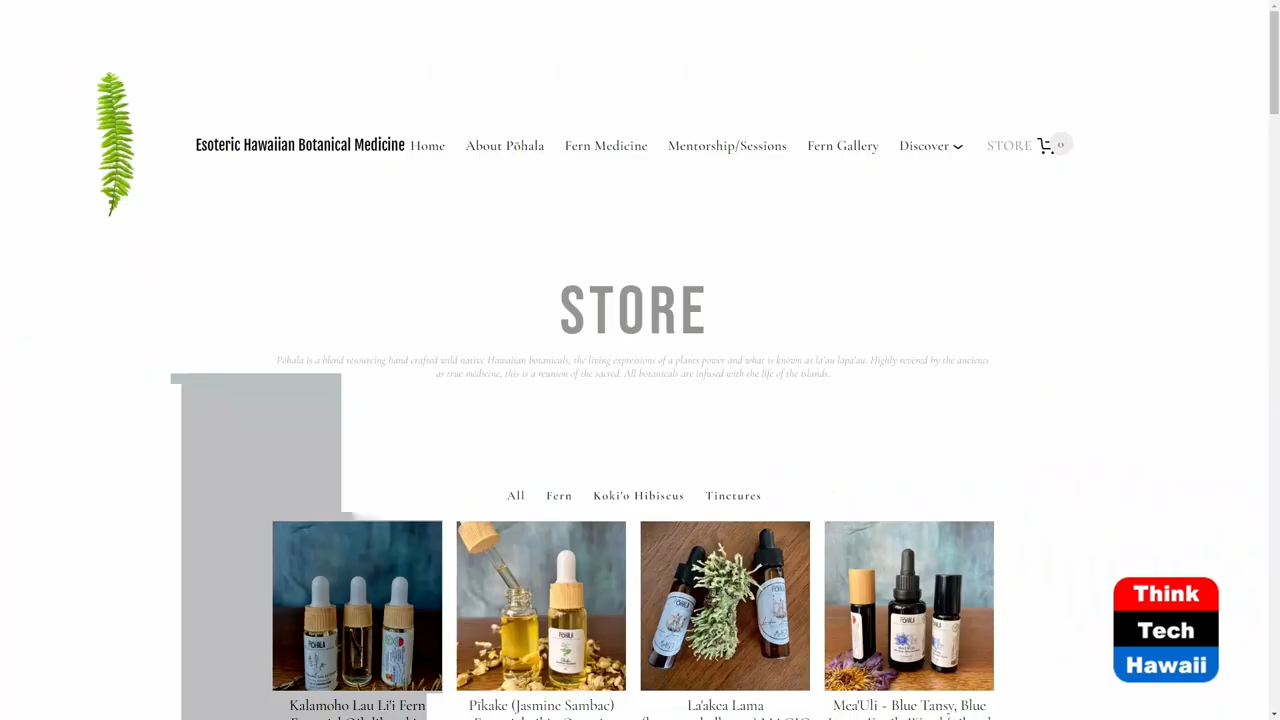 Esoteric Hawaiian Botanical Medicine Home About Pōhala Fern Medicine Mentorship/Sessions Fern Gallery Discover STORE 0
STORE
Pōhala is a blend resourcing hand crafted wild native Hawaiian botanicals, the living expressions of a plants power and what is known as la'au lapa'au. Highly revered by the ancients
as true medicine, this is a reunion of the sacred. All botanicals are infused with the life of the islands.
All Fern Koki'o Hibiscus Tinctures
PŌHALA
PŌHALA
PŌHALA
Kalamoho Lau Li'i Fern
Pīkake (Jasmine Sambac)
La'akea Lama
Mea'Uli ~ Blue Tansy, Blue
Think
Tech
Hawaii